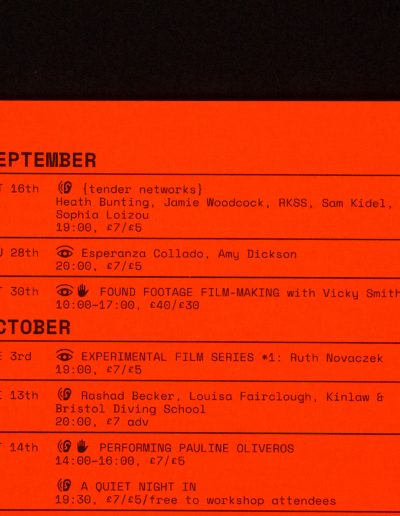 EPTEMBER
T 16th {tender networks}
Heath Bunting, Jamie Woodcock, RKSS, Sam Kidel,
Sophia Loizou
19:00, £7/£5
U 28th Esperanza Collado, Amy Dickson
20:00, £7/£5
T 30th FOUND FOOTAGE FILM-MAKING with Vicky Smith
10:00–17:00, £40/£30
CTOBER
E 3rd EXPERIMENTAL FILM SERIES *1: Ruth Novaczek
19:00, £7/£5
I 13th Rashad Becker, Louisa Fairclough, Kinlaw &
Bristol Diving School
20:00, £7 adv
T 14th PERFORMING PAULINE OLIVEROS
14:00–16:00, £7/£5
A QUIET NIGHT IN
19:30, £7/£5/free to workshop attendees